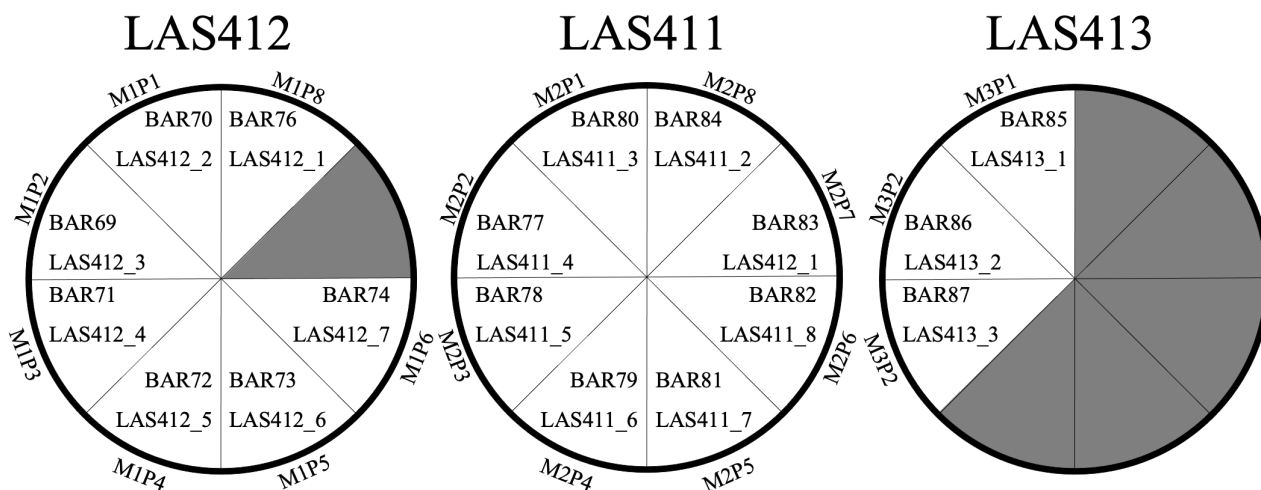 LAS412
M1P1
M1P8
BAR70
BAR76
LAS412_2
LAS412_1
M1P2
BAR69
LAS412_3
BAR71
LAS412_4
BAR74
LAS412_7
M1P3
M1P6
BAR72
BAR73
LAS412_5
LAS412_6
M1P4
M1P5
LAS411
M2P1
M2P8
BAR80
BAR84
LAS411_3
LAS411_2
M2P2
M2P7
BAR77
BAR83
LAS411_4
LAS412_1
BAR78
BAR82
LAS411_5
LAS411_8
M2P3
M2P6
BAR79
BAR81
LAS411_6
LAS411_7
M2P4
M2P5
LAS413
M3P1
BAR85
LAS413_1
M3P2
BAR86
LAS413_2
BAR87
LAS413_3
M3P2